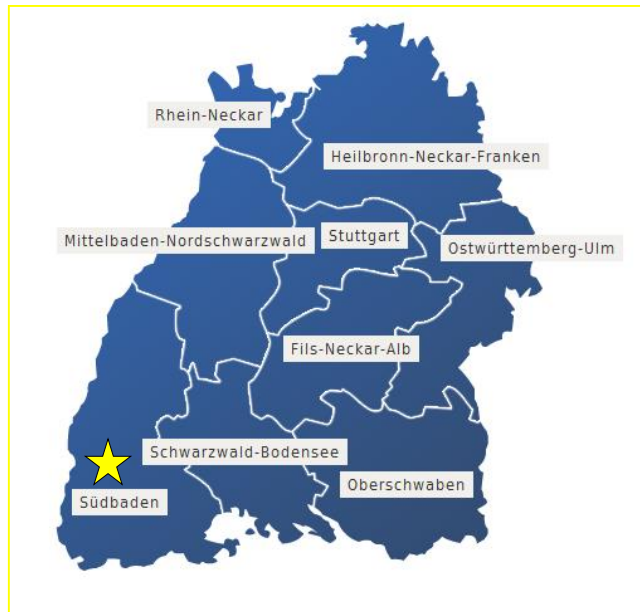 Rhein-Neckar
Heilbronn-Neckar-Franken
Mittelbaden-Nordschwarzwald
Stuttgart
Ostwürttemberg-Ulm
Fils-Neckar-Alb
Schwarzwald-Bodensee
Oberschwaben
Südbaden